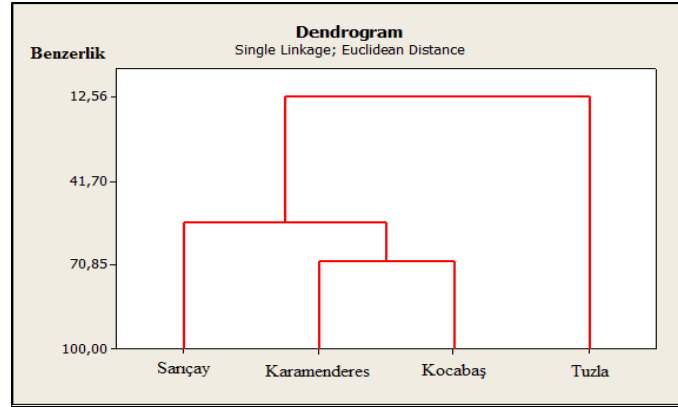 Dendrogram
Single Linkage; Euclidean Distance
Benzerlik
12,56
41,70
70,85
100,00
Sarıçay Karamenderes Kocabaş Tuzla